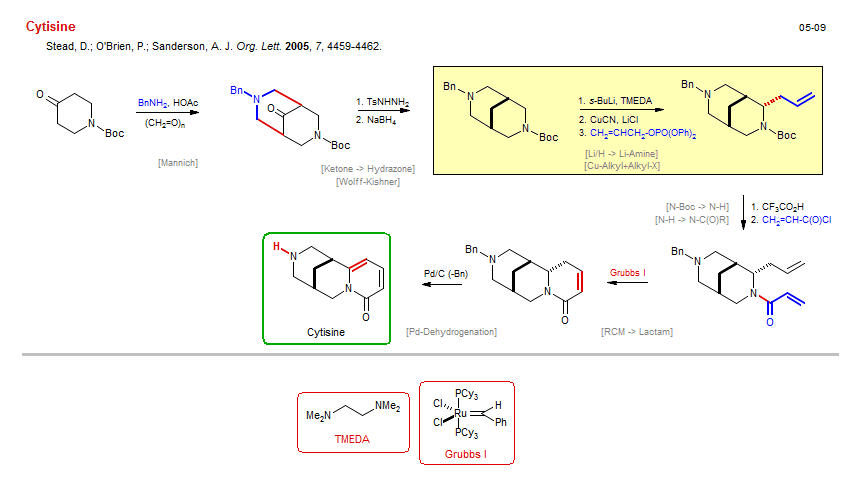 Cytisine
05-09
Stead, D.; O'Brien, P.; Sanderson, A. J. Org. Lett. 2005, 7, 4459-4462.
O
N
Boc
BnNH₂, HOAc
(CH₂=O)ₙ
[Mannich]
Bn
N
O
N
Boc
1. TsNHNH₂
2. NaBH₄
[Ketone -> Hydrazone]
[Wolff-Kishner]
Bn
N
N
Boc
1. s-BuLi, TMEDA
2. CuCN, LiCl
3. CH₂=CHCH₂-OPO(OPh)₂
[Li/H -> Li-Amine]
[Cu-Alkyl+Alkyl-X]
Bn
N
N
Boc
[N-Boc -> N-H]
[N-H -> N-C(O)R]
1. CF₃CO₂H
2. CH₂=CH-C(O)Cl
Bn
N
N
O
Grubbs I
[RCM -> Lactam]
Bn
N
N
O
Pd/C (-Bn)
[Pd-Dehydrogenation]
H
N
N
O
Cytisine
Me₂N
NMe₂
TMEDA
PCy₃
Cl
H
Ru
Cl
Ph
PCy₃
Grubbs I